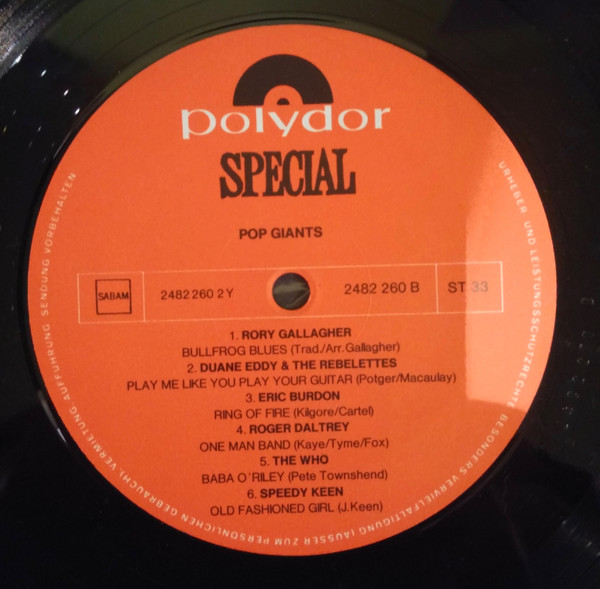 polydor
SPECIAL
POP GIANTS
SABAM
2482 260 2 Y
2482 260 B
ST 33
1. RORY GALLAGHER
BULLFROG BLUES (Trad./Arr. Gallagher)
2. DUANE EDDY & THE REBELETTES
PLAY ME LIKE YOU PLAY YOUR GUITAR (Potger/Macaulay)
3. ERIC BURDON
RING OF FIRE (Kilgore/Cartel)
4. ROGER DALTREY
ONE MAN BAND (Kaye/Tyme/Fox)
5. THE WHO
BABA O'RILEY (Pete Townshend)
6. SPEEDY KEEN
OLD FASHIONED GIRL (J. Keen)
URHEBER UND LEISTUNGSSCHUTZRECHTE BESONDERS VERVIELFALTIGUNG (AUSSER ZUM PERSONLICHEN GEBRAUCH), VERMIETUNG AUFFUHRUNG, SENDUNG VORBEHALTEN